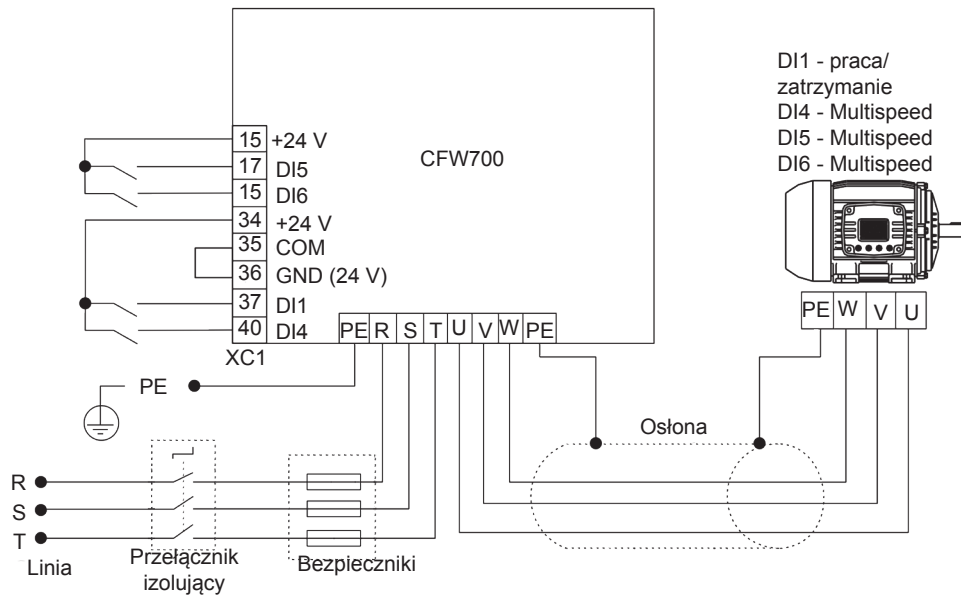 DI1 - praca/
zatrzymanie
DI4 - Multispeed
DI5 - Multispeed
DI6 - Multispeed
CFW700
15 +24 V
17 DI5
15 DI6
34 +24 V
35 COM
36 GND (24 V)
37 DI1
40 DI4
XC1
PE R S T U V W PE
PE W V U
PE
Osłona
R
S
T
Linia
Przełącznik
izolujący
Bezpieczniki